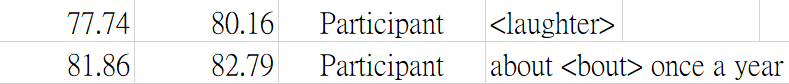 77.74 80.16 Participant <laughter>
81.86 82.79 Participant about <bout> once a year